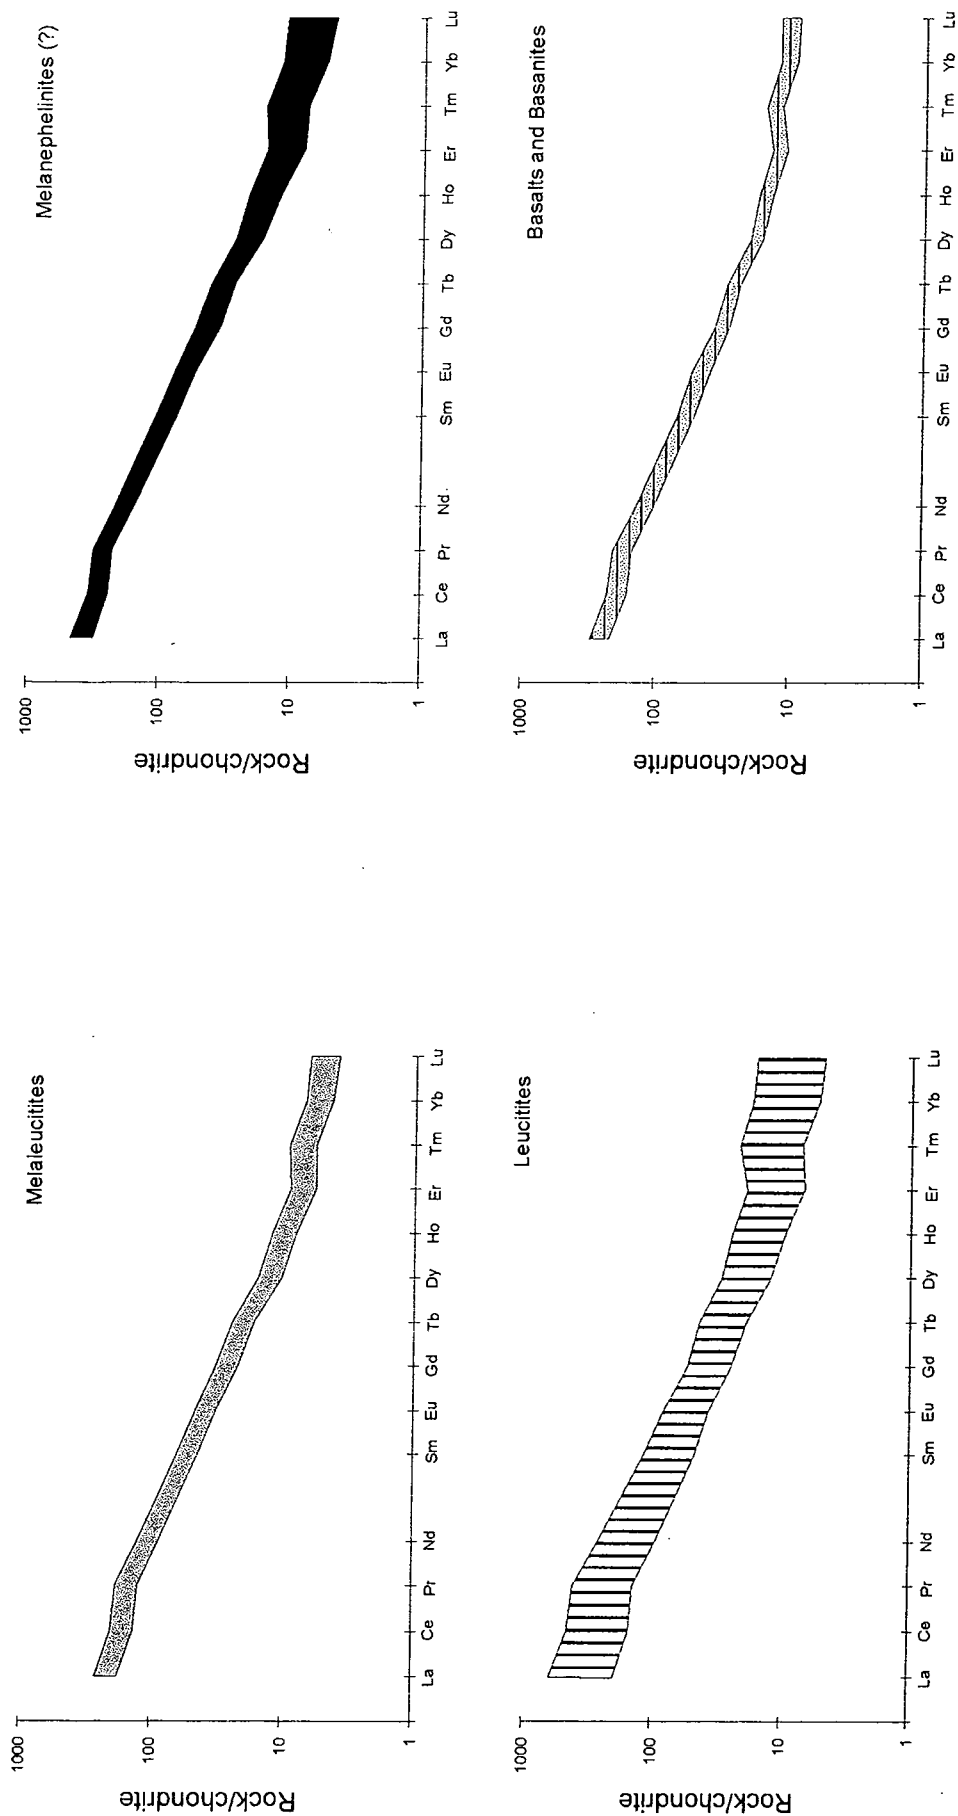 Melaleucitites
1000
100
10
1
Rock/chondrite
La Ce Pr Nd Sm Eu Gd Tb Dy Ho Er Tm Yb Lu
Melanephelinites (?)
1000
100
10
1
Rock/chondrite
La Ce Pr Nd Sm Eu Gd Tb Dy Ho Er Tm Yb Lu
Leucitites
1000
100
10
1
Rock/chondrite
La Ce Pr Nd Sm Eu Gd Tb Dy Ho Er Tm Yb Lu
Basalts and Basanites
1000
100
10
1
Rock/chondrite
La Ce Pr Nd Sm Eu Gd Tb Dy Ho Er Tm Yb Lu